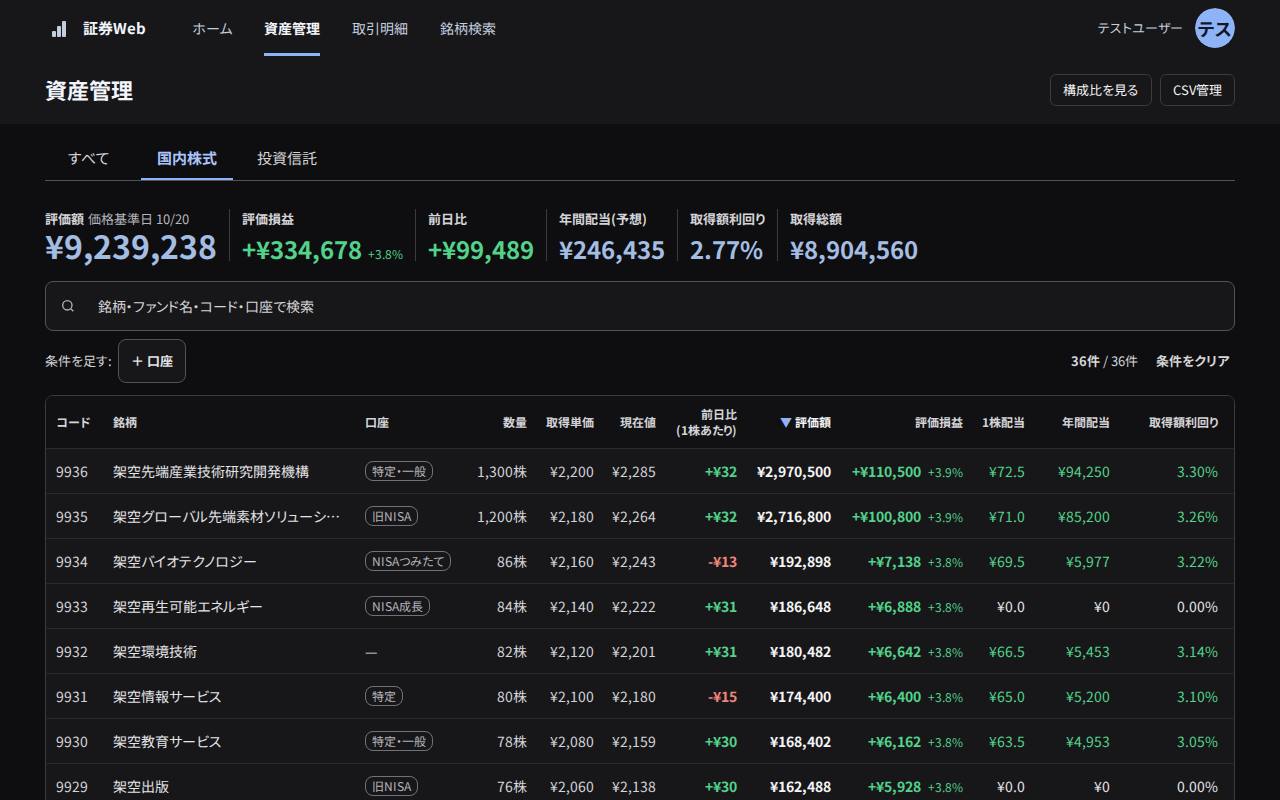 証券Web ホーム 資産管理 取引明細 銘柄検索 テストユーザー テス
資産管理 構成比を見る CSV管理
すべて 国内株式 投資信託
評価額 価格基準日 10/20 評価損益 前日比 年間配当(予想) 取得額利回り 取得総額
¥9,239,238 +¥334,678 +3.8% +¥99,489 ¥246,435 2.77% ¥8,904,560
銘柄・ファンド名・コード・口座で検索
条件を足す: ＋ 口座 36件 / 36件 条件をクリア
コード 銘柄 口座 数量 取得単価 現在値 前日比 (1株あたり) ▼ 評価額 評価損益 1株配当 年間配当 取得額利回り
9936 架空先端産業技術研究開発機構 特定・一般 1,300株 ¥2,200 ¥2,285 +¥32 ¥2,970,500 +¥110,500 +3.9% ¥72.5 ¥94,250 3.30%
9935 架空グローバル先端素材ソリューシ… 旧NISA 1,200株 ¥2,180 ¥2,264 +¥32 ¥2,716,800 +¥100,800 +3.9% ¥71.0 ¥85,200 3.26%
9934 架空バイオテクノロジー NISAつみたて 86株 ¥2,160 ¥2,243 -¥13 ¥192,898 +¥7,138 +3.8% ¥69.5 ¥5,977 3.22%
9933 架空再生可能エネルギー NISA成長 84株 ¥2,140 ¥2,222 +¥31 ¥186,648 +¥6,888 +3.8% ¥0.0 ¥0 0.00%
9932 架空環境技術 — 82株 ¥2,120 ¥2,201 +¥31 ¥180,482 +¥6,642 +3.8% ¥66.5 ¥5,453 3.14%
9931 架空情報サービス 特定 80株 ¥2,100 ¥2,180 -¥15 ¥174,400 +¥6,400 +3.8% ¥65.0 ¥5,200 3.10%
9930 架空教育サービス 特定・一般 78株 ¥2,080 ¥2,159 +¥30 ¥168,402 +¥6,162 +3.8% ¥63.5 ¥4,953 3.05%
9929 架空出版 旧NISA 76株 ¥2,060 ¥2,138 +¥30 ¥162,488 +¥5,928 +3.8% ¥0.0 ¥0 0.00%